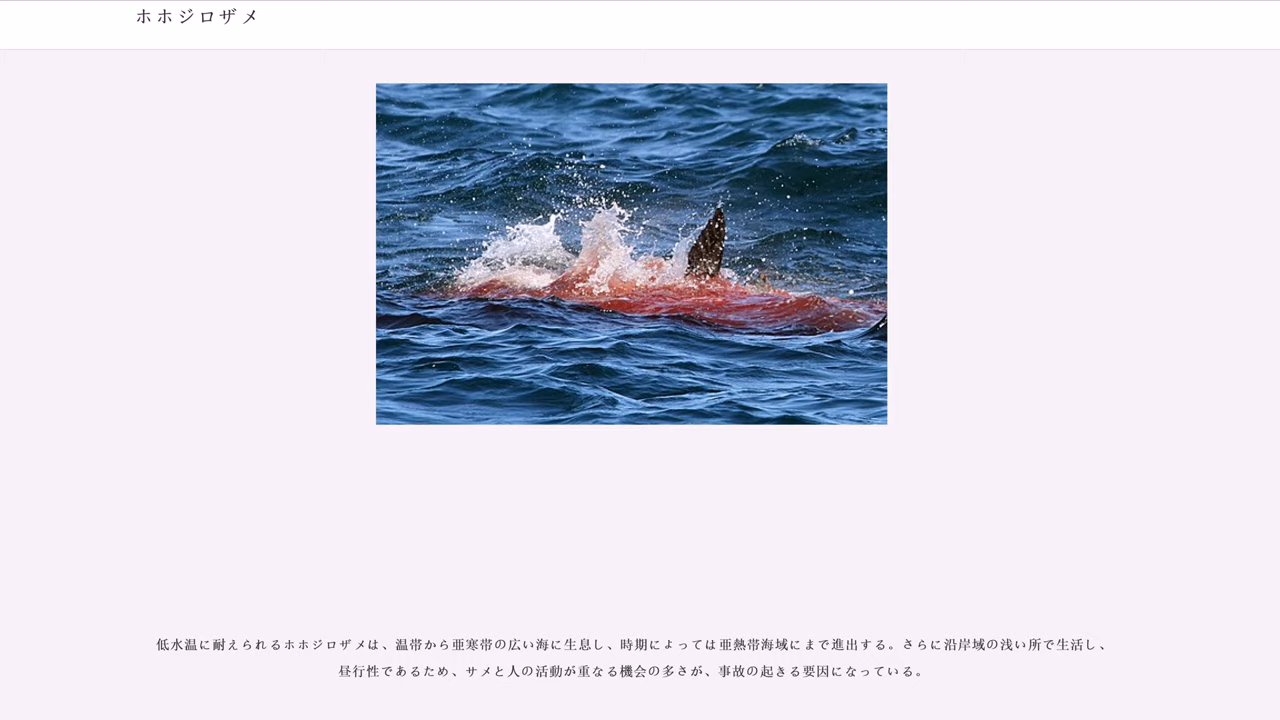 ホホジロザメ
低水温に耐えられるホホジロザメは、温帯から亜寒帯の広い海に生息し、時期によっては亜熱帯海域にまで進出する。さらに沿岸域の浅い所で生活し、
昼行性であるため、サメと人の活動が重なる機会の多さが、事故の起きる要因になっている。